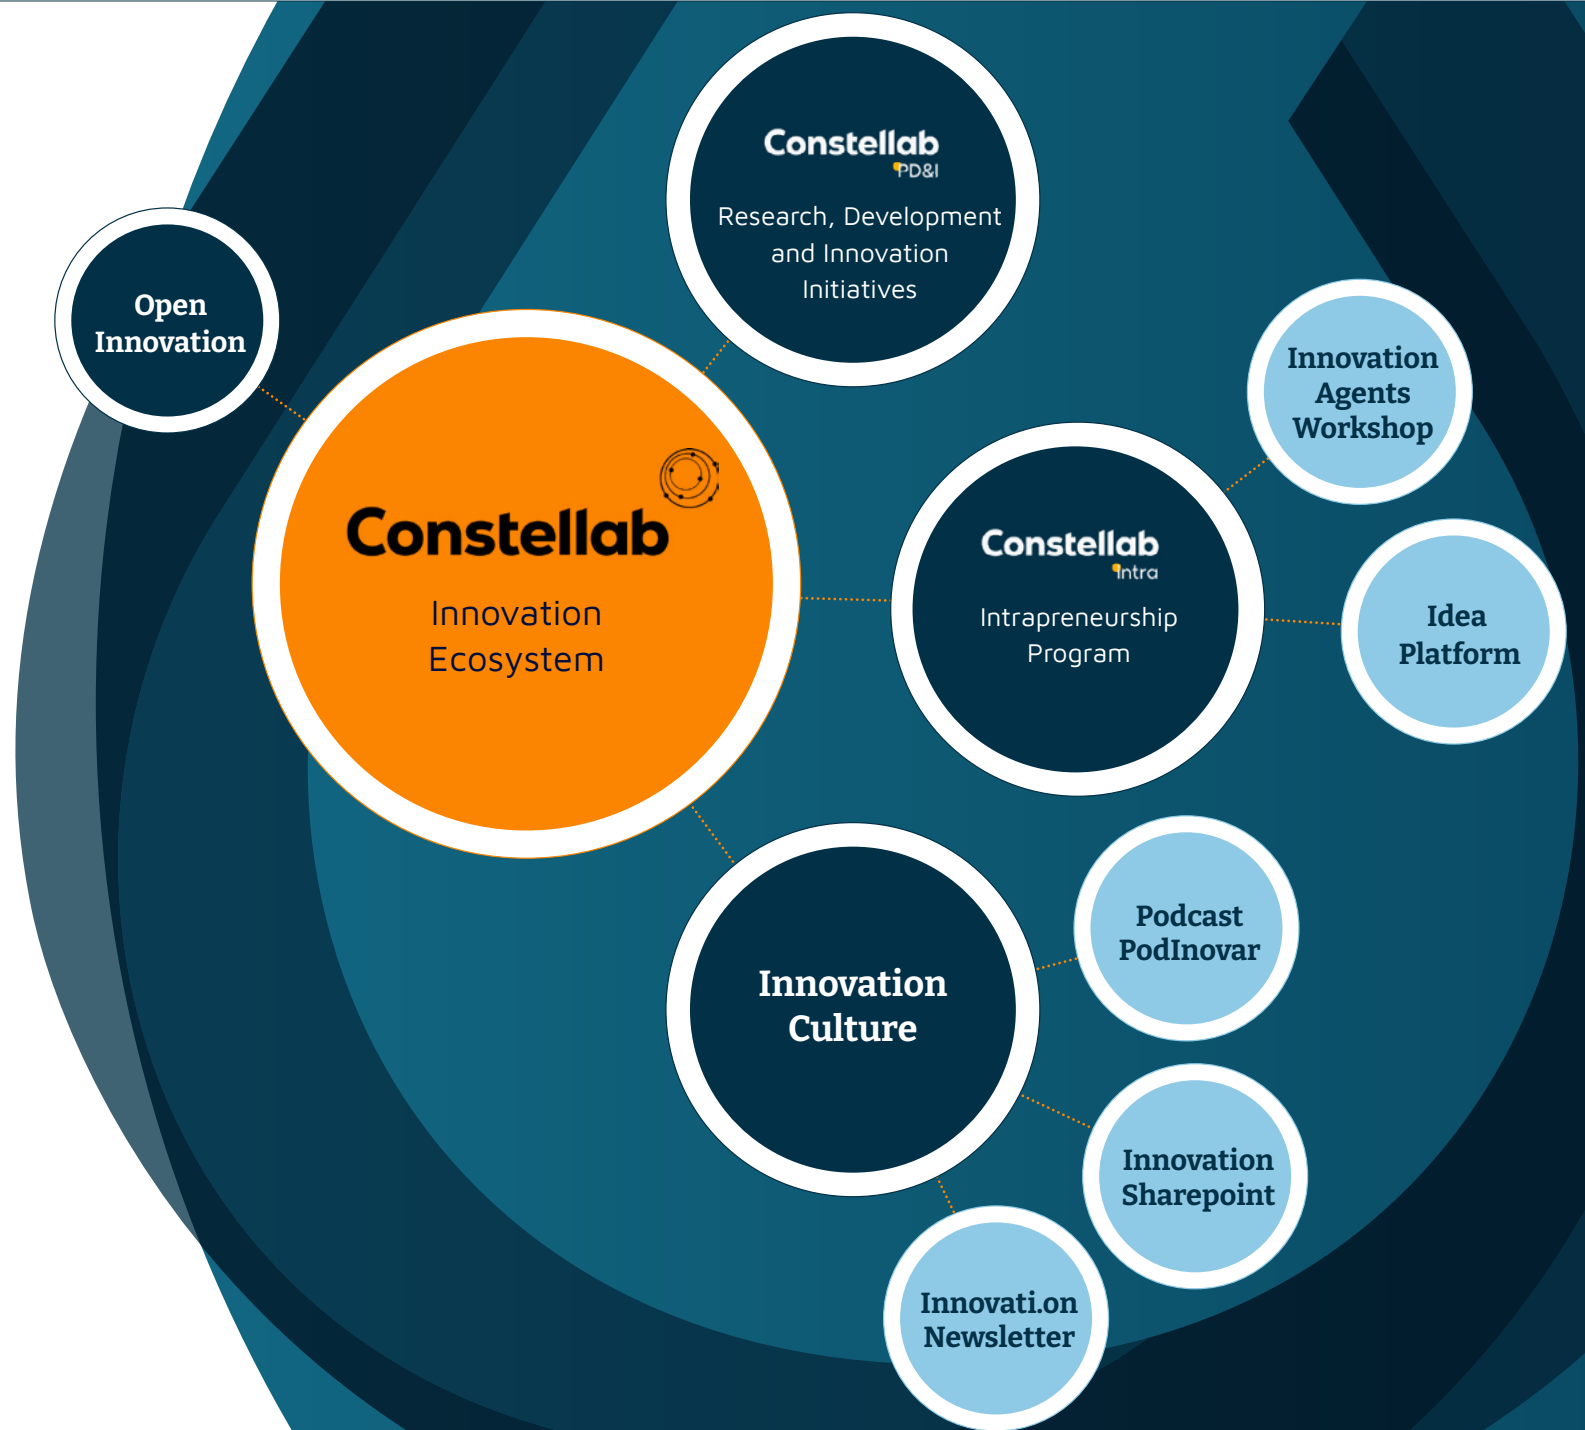 Constellab
PD&I
Research, Development
and Innovation
Initiatives
Open
Innovation
Constellab
Innovation
Ecosystem
Constellab
Intra
Intrapreneurship
Program
Innovation
Agents
Workshop
Idea
Platform
Innovation
Culture
Podcast
PodInovar
Innovation
Sharepoint
Innovati.on
Newsletter